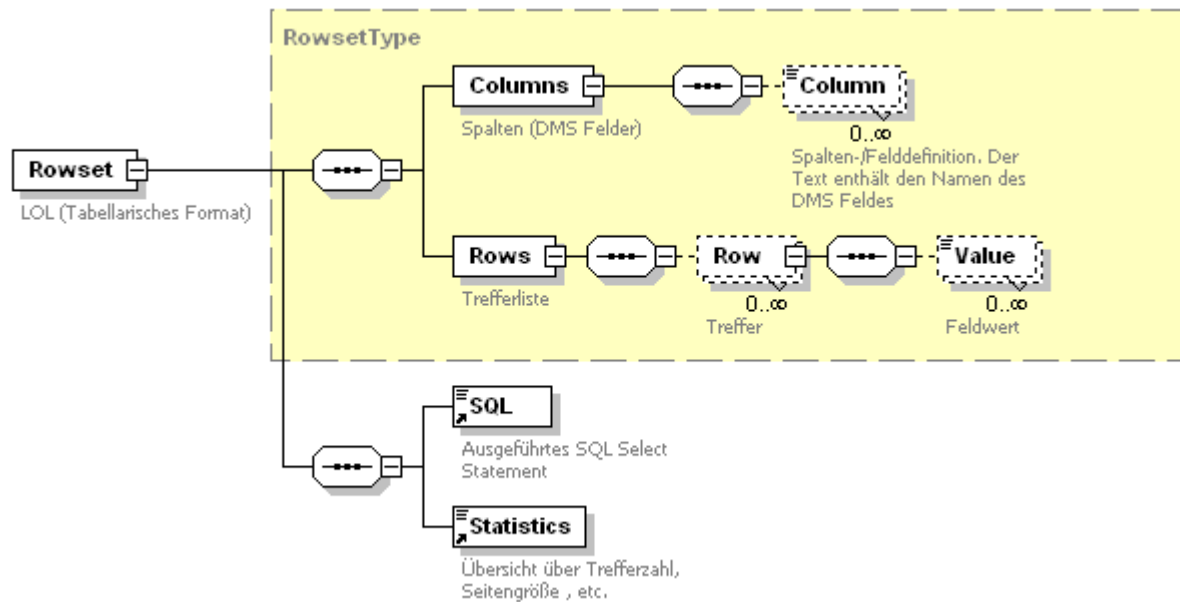 RowsetType
Columns
Spalten (DMS Felder)
Column
0..∞
Spalten-/Felddefinition. Der
Text enthält den Namen des
DMS Feldes
Rowset
LOL (Tabellarisches Format)
Rows
Trefferliste
Row
0..∞
Treffer
Value
0..∞
Feldwert
SQL
Ausgeführtes SQL Select
Statement
Statistics
Übersicht über Trefferzahl,
Seitengröße , etc.